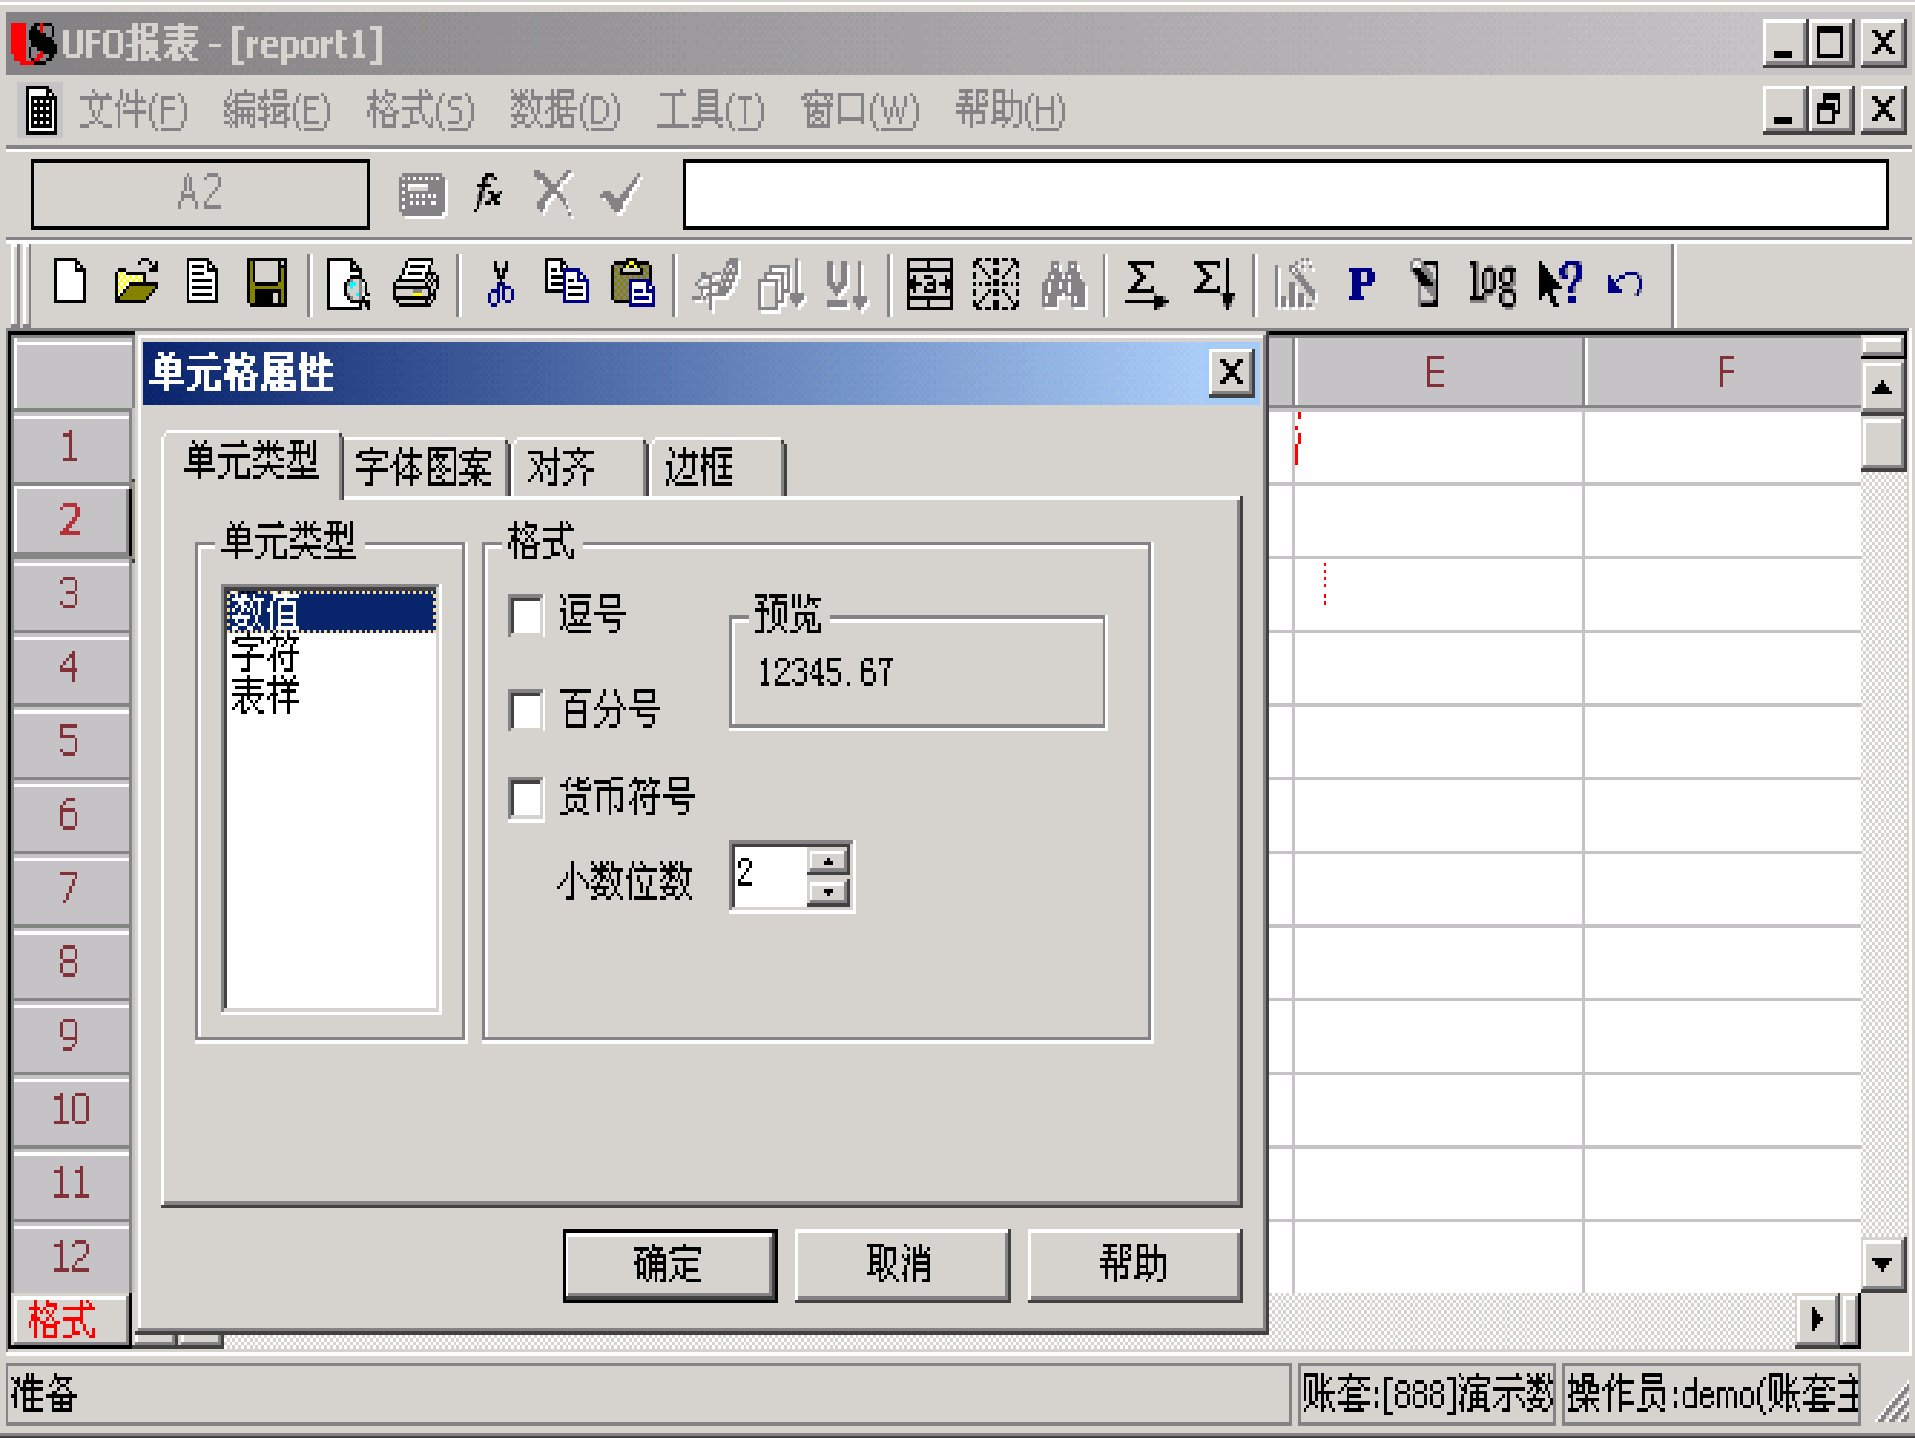 UFO报表 - [report1]
文件(F) 编辑(E) 格式(S) 数据(D) 工具(T) 窗口(W) 帮助(H)
A2 fx
Σ Σ P log ?
单元格属性
E F
单元类型 字体图案 对齐 边框
单元类型
数值
字符
表样
格式
逗号
百分号
货币符号
小数位数 2
预览
12345.67
确定 取消 帮助
1
2
3
4
5
6
7
8
9
10
11
12
格式
准备 账套:[888]演示数 操作员:demo(账套主